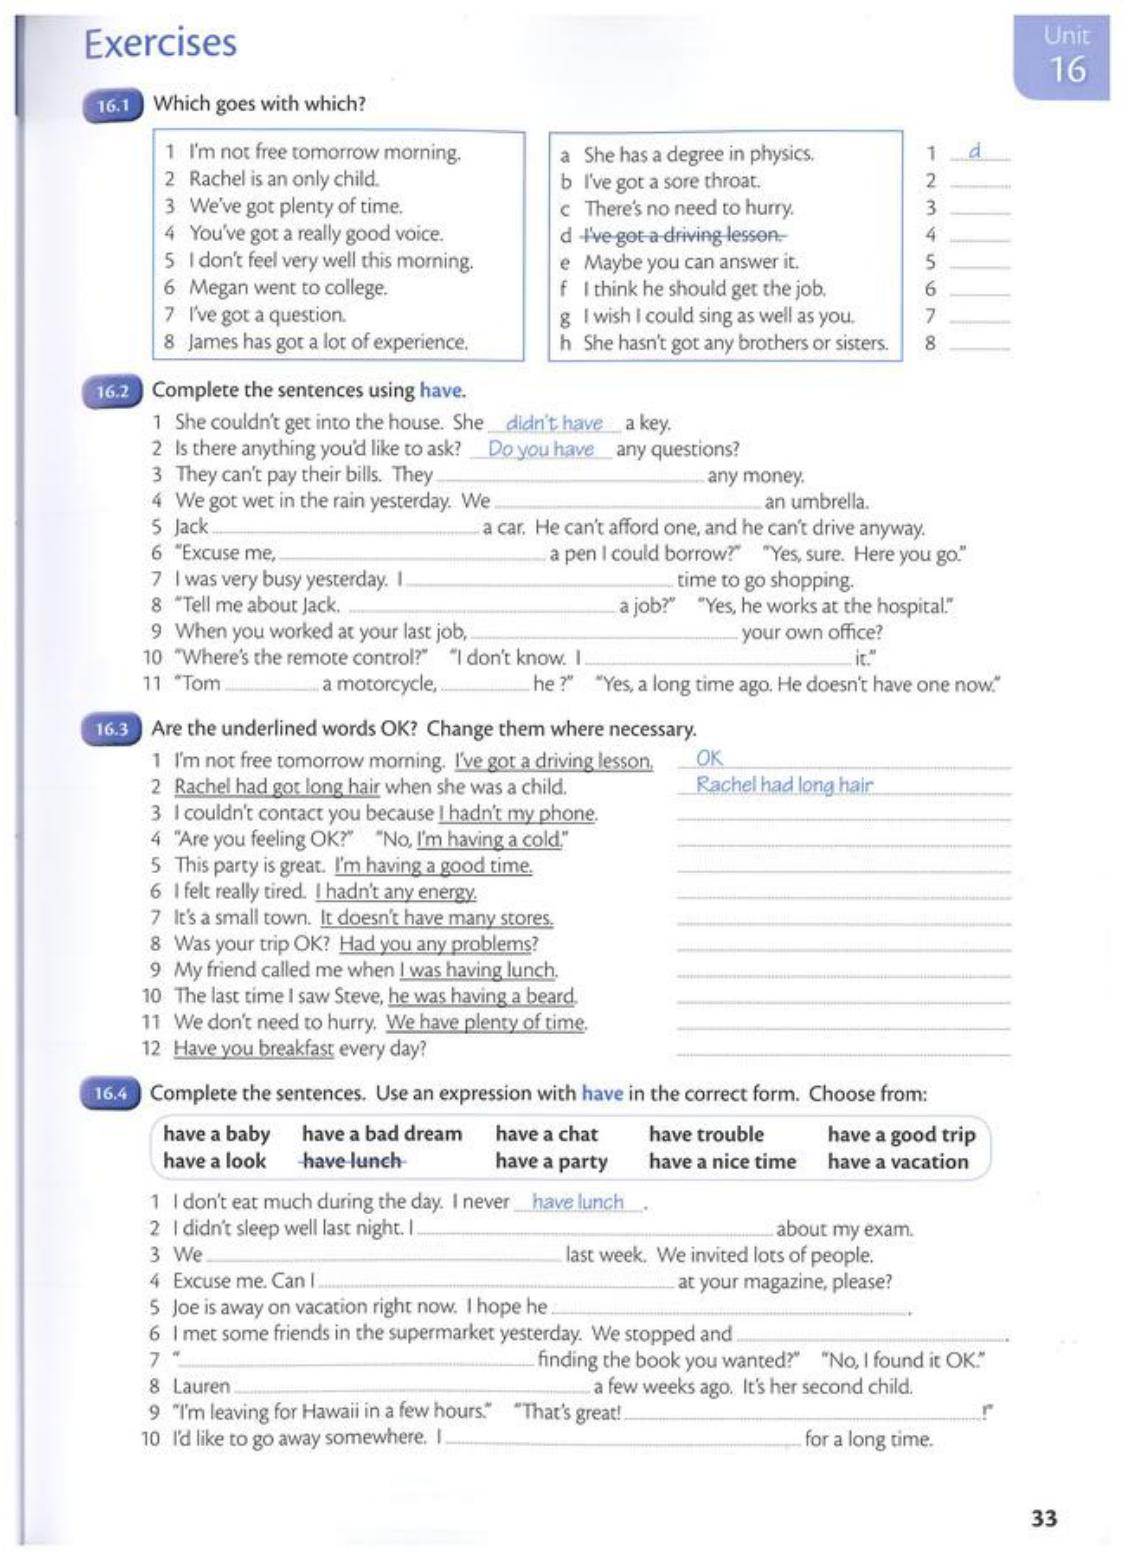 Exercises
Unit
16
16.1 Which goes with which?
1 I'm not free tomorrow morning.
2 Rachel is an only child.
3 We've got plenty of time.
4 You've got a really good voice.
5 I don't feel very well this morning.
6 Megan went to college.
7 I've got a question.
8 James has got a lot of experience.
a She has a degree in physics.
b I've got a sore throat.
c There's no need to hurry.
d I've got a driving lesson.
e Maybe you can answer it.
f I think he should get the job.
g I wish I could sing as well as you.
h She hasn't got any brothers or sisters.
1 d
2
3
4
5
6
7
8
16.2 Complete the sentences using have.
1 She couldn't get into the house. She didn't have a key.
2 Is there anything you'd like to ask? Do you have any questions?
3 They can't pay their bills. They any money.
4 We got wet in the rain yesterday. We an umbrella.
5 Jack a car. He can't afford one, and he can't drive anyway.
6 "Excuse me, a pen I could borrow?" "Yes, sure. Here you go."
7 I was very busy yesterday. I time to go shopping.
8 "Tell me about Jack. a job?" "Yes, he works at the hospital."
9 When you worked at your last job, your own office?
10 "Where's the remote control?" "I don't know. I it."
11 "Tom a motorcycle, he ?" "Yes, a long time ago. He doesn't have one now."
16.3 Are the underlined words OK? Change them where necessary.
1 I'm not free tomorrow morning. I've got a driving lesson. OK
2 Rachel had got long hair when she was a child. Rachel had long hair
3 I couldn't contact you because I hadn't my phone.
4 "Are you feeling OK?" "No, I'm having a cold."
5 This party is great. I'm having a good time.
6 I felt really tired. I hadn't any energy.
7 It's a small town. It doesn't have many stores.
8 Was your trip OK? Had you any problems?
9 My friend called me when I was having lunch.
10 The last time I saw Steve, he was having a beard.
11 We don't need to hurry. We have plenty of time.
12 Have you breakfast every day?
16.4 Complete the sentences. Use an expression with have in the correct form. Choose from:
have a baby have a bad dream have a chat have trouble have a good trip
have a look have lunch have a party have a nice time have a vacation
1 I don't eat much during the day. I never have lunch .
2 I didn't sleep well last night. I about my exam.
3 We last week. We invited lots of people.
4 Excuse me. Can I at your magazine, please?
5 Joe is away on vacation right now. I hope he .
6 I met some friends in the supermarket yesterday. We stopped and .
7 " finding the book you wanted?" "No, I found it OK."
8 Lauren a few weeks ago. It's her second child.
9 "I'm leaving for Hawaii in a few hours." "That's great! !"
10 I'd like to go away somewhere. I for a long time.
33